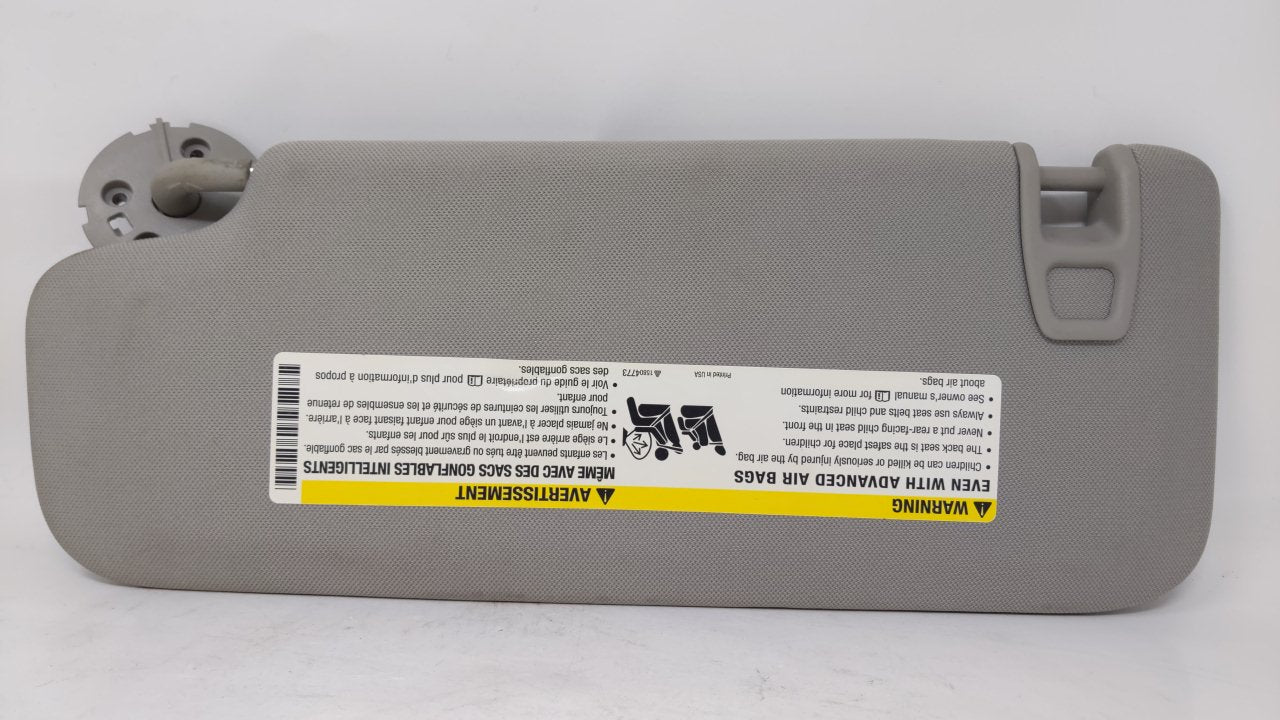 WARNING
EVEN WITH ADVANCED AIR BAGS
• Children can be killed or seriously injured by the air bag.
• The back seat is the safest place for children.
• Never put a rear-facing child seat in the front.
• Always use seat belts and child restraints.
• See owner's manual for more information
about air bags.
Printed in USA
15804773
AVERTISSEMENT
MÊME AVEC DES SACS GONFLABLES INTELLIGENTS
• Les enfants peuvent être tués ou gravement blessés par le sac gonflable.
• Le siège arrière est l'endroit le plus sûr pour les enfants.
• Ne jamais placer à l'avant un siège pour enfant faisant face à l'arrière.
• Toujours utiliser les ceintures de sécurité et les ensembles de retenue
pour enfant.
• Voir le guide du propriétaire pour plus d'information à propos
des sacs gonflables.